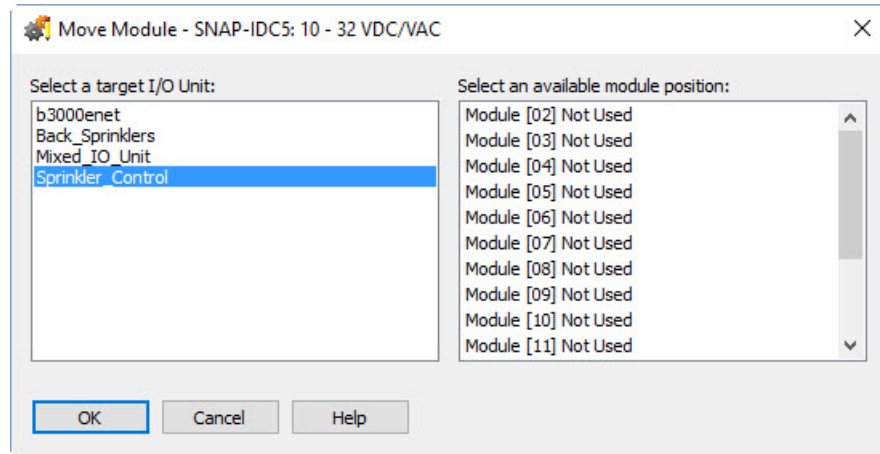 Move Module - SNAP-IDC5: 10 - 32 VDC/VAC
Select a target I/O Unit:
b3000enet
Back_Sprinklers
Mixed_IO_Unit
Sprinkler_Control
Select an available module position:
Module [02] Not Used
Module [03] Not Used
Module [04] Not Used
Module [05] Not Used
Module [06] Not Used
Module [07] Not Used
Module [08] Not Used
Module [09] Not Used
Module [10] Not Used
Module [11] Not Used
OK
Cancel
Help